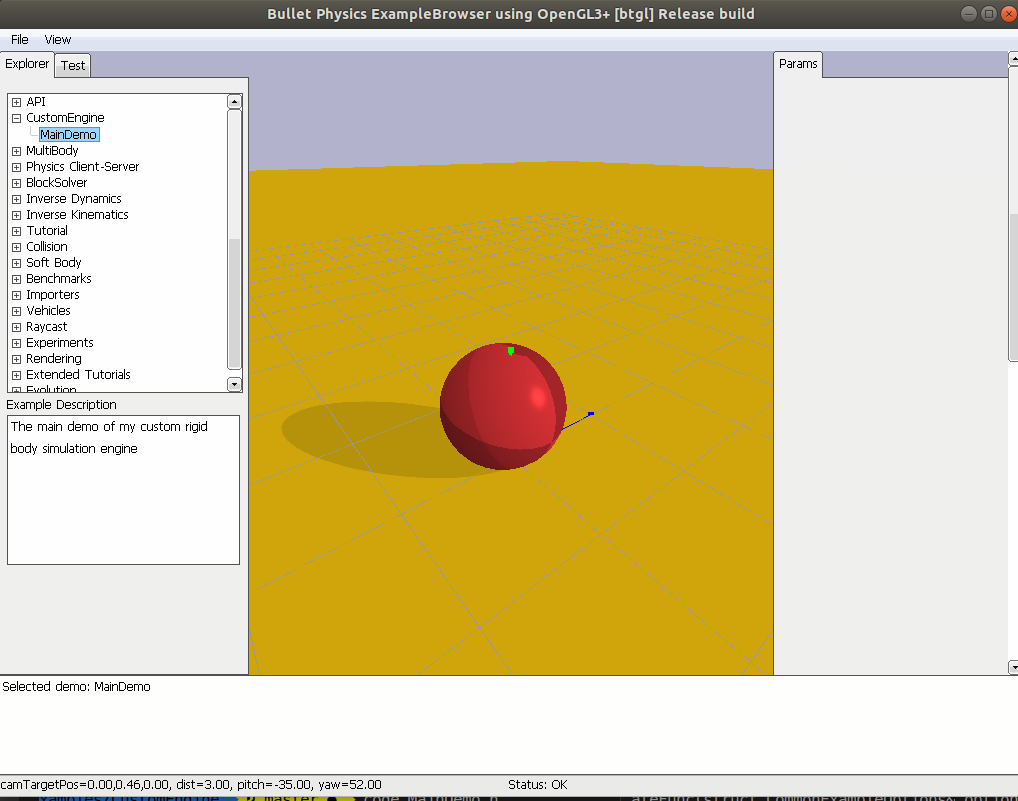 Bullet Physics ExampleBrowser using OpenGL3+ [btgl] Release build
File View
Explorer Test
Params
API
CustomEngine
MainDemo
MultiBody
Physics Client-Server
BlockSolver
Inverse Dynamics
Inverse Kinematics
Tutorial
Collision
Soft Body
Benchmarks
Importers
Vehicles
Raycast
Experiments
Rendering
Extended Tutorials
Evolution
Example Description
The main demo of my custom rigid
body simulation engine
Selected demo: MainDemo
camTargetPos=0.00,0.46,0.00, dist=3.00, pitch=-35.00, yaw=52.00
Status: OK